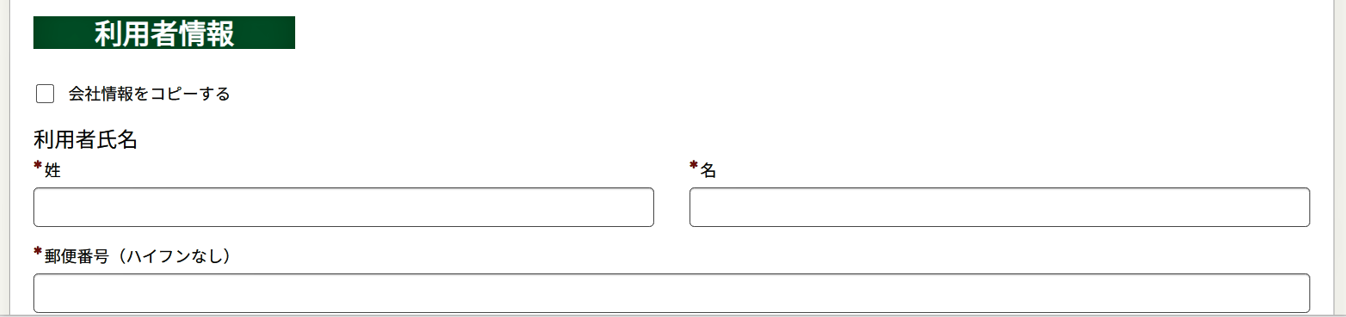 利用者情報
会社情報をコピーする
利用者氏名
*姓
*名
*郵便番号（ハイフンなし）